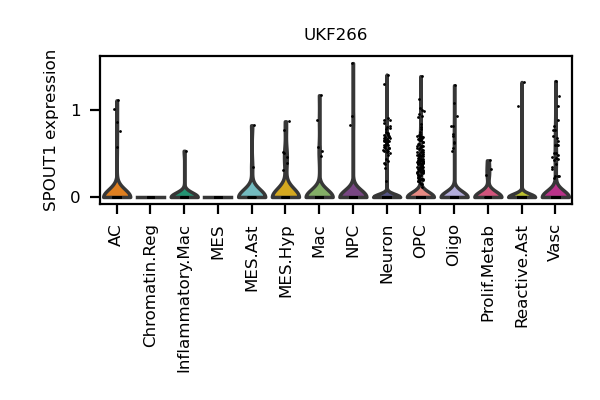 UKF266
SPOUT1 expression
1
0
AC
Chromatin.Reg
Inflammatory.Mac
MES
MES.Ast
MES.Hyp
Mac
NPC
Neuron
OPC
Oligo
Prolif.Metab
Reactive.Ast
Vasc